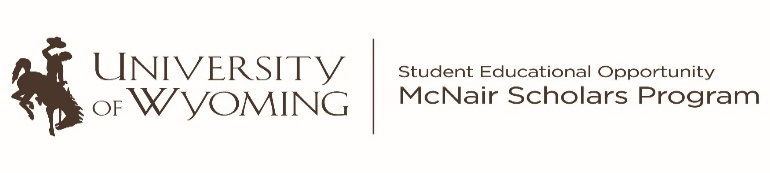 UNIVERSITY
OF WYOMING
Student Educational Opportunity
McNair Scholars Program